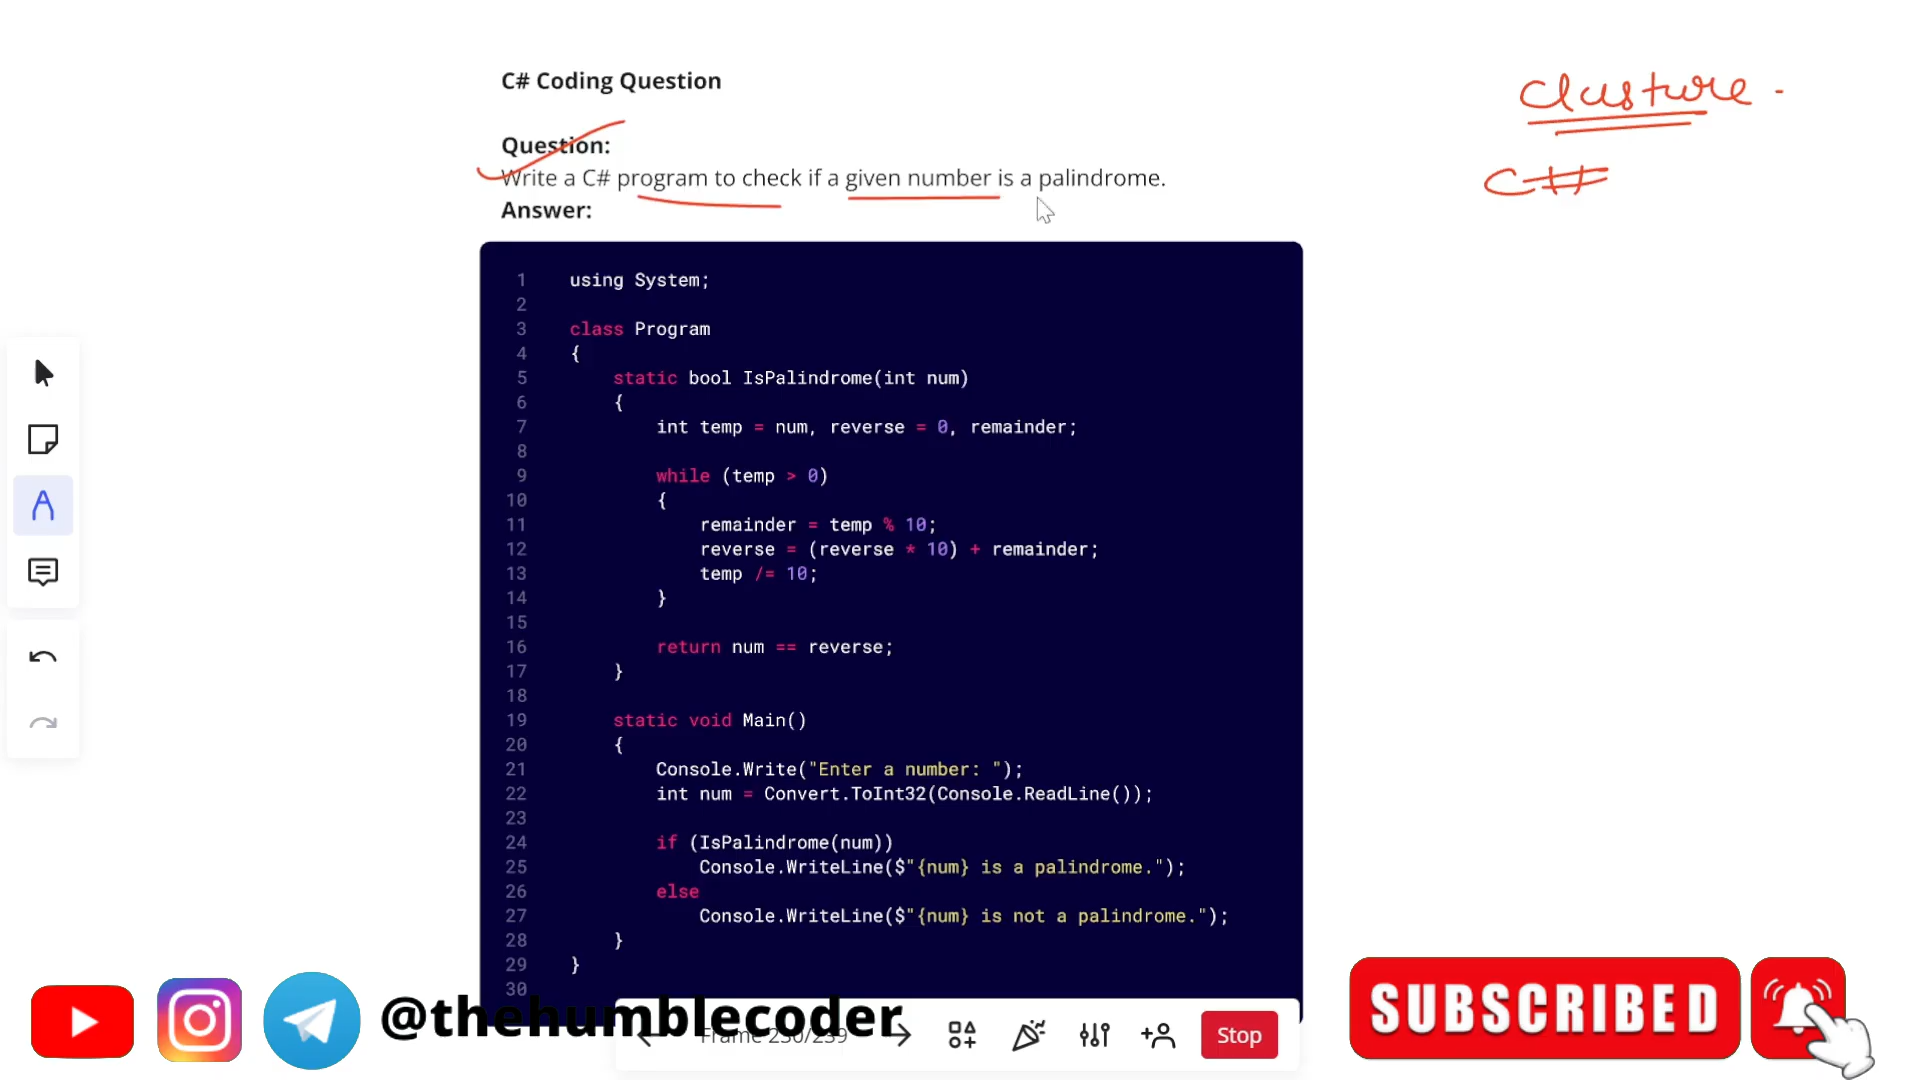 C# Coding Question
Clusture.
Question:
Write a C# program to check if a given number is a palindrome.
C#
Answer:
1 using System;
2
3 class Program
4 {
5 static bool IsPalindrome(int num)
6 {
7 int temp = num, reverse = 0, remainder;
8
9 while (temp > 0)
10 {
11 remainder = temp % 10;
12 reverse = (reverse * 10) + remainder;
13 temp /= 10;
14 }
15
16 return num == reverse;
17 }
18
19 static void Main()
20 {
21 Console.Write("Enter a number: ");
22 int num = Convert.ToInt32(Console.ReadLine());
23
24 if (IsPalindrome(num))
25 Console.WriteLine($"{num} is a palindrome.");
26 else
27 Console.WriteLine($"{num} is not a palindrome.");
28 }
29 }
30
@thehumblecoder
Frame 230/239
Stop
SUBSCRIBED